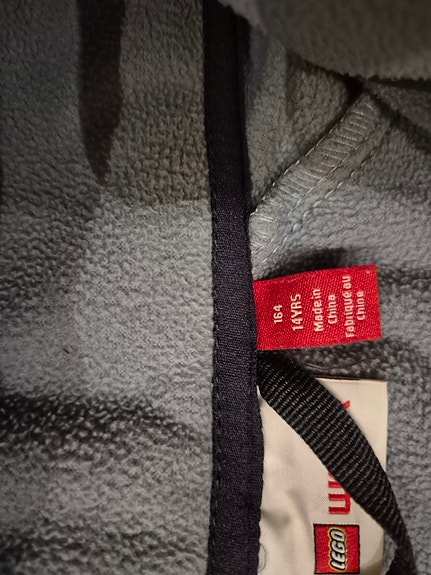 164
14YRS
Made in
China
Fabriqué au
Chine
LEGO